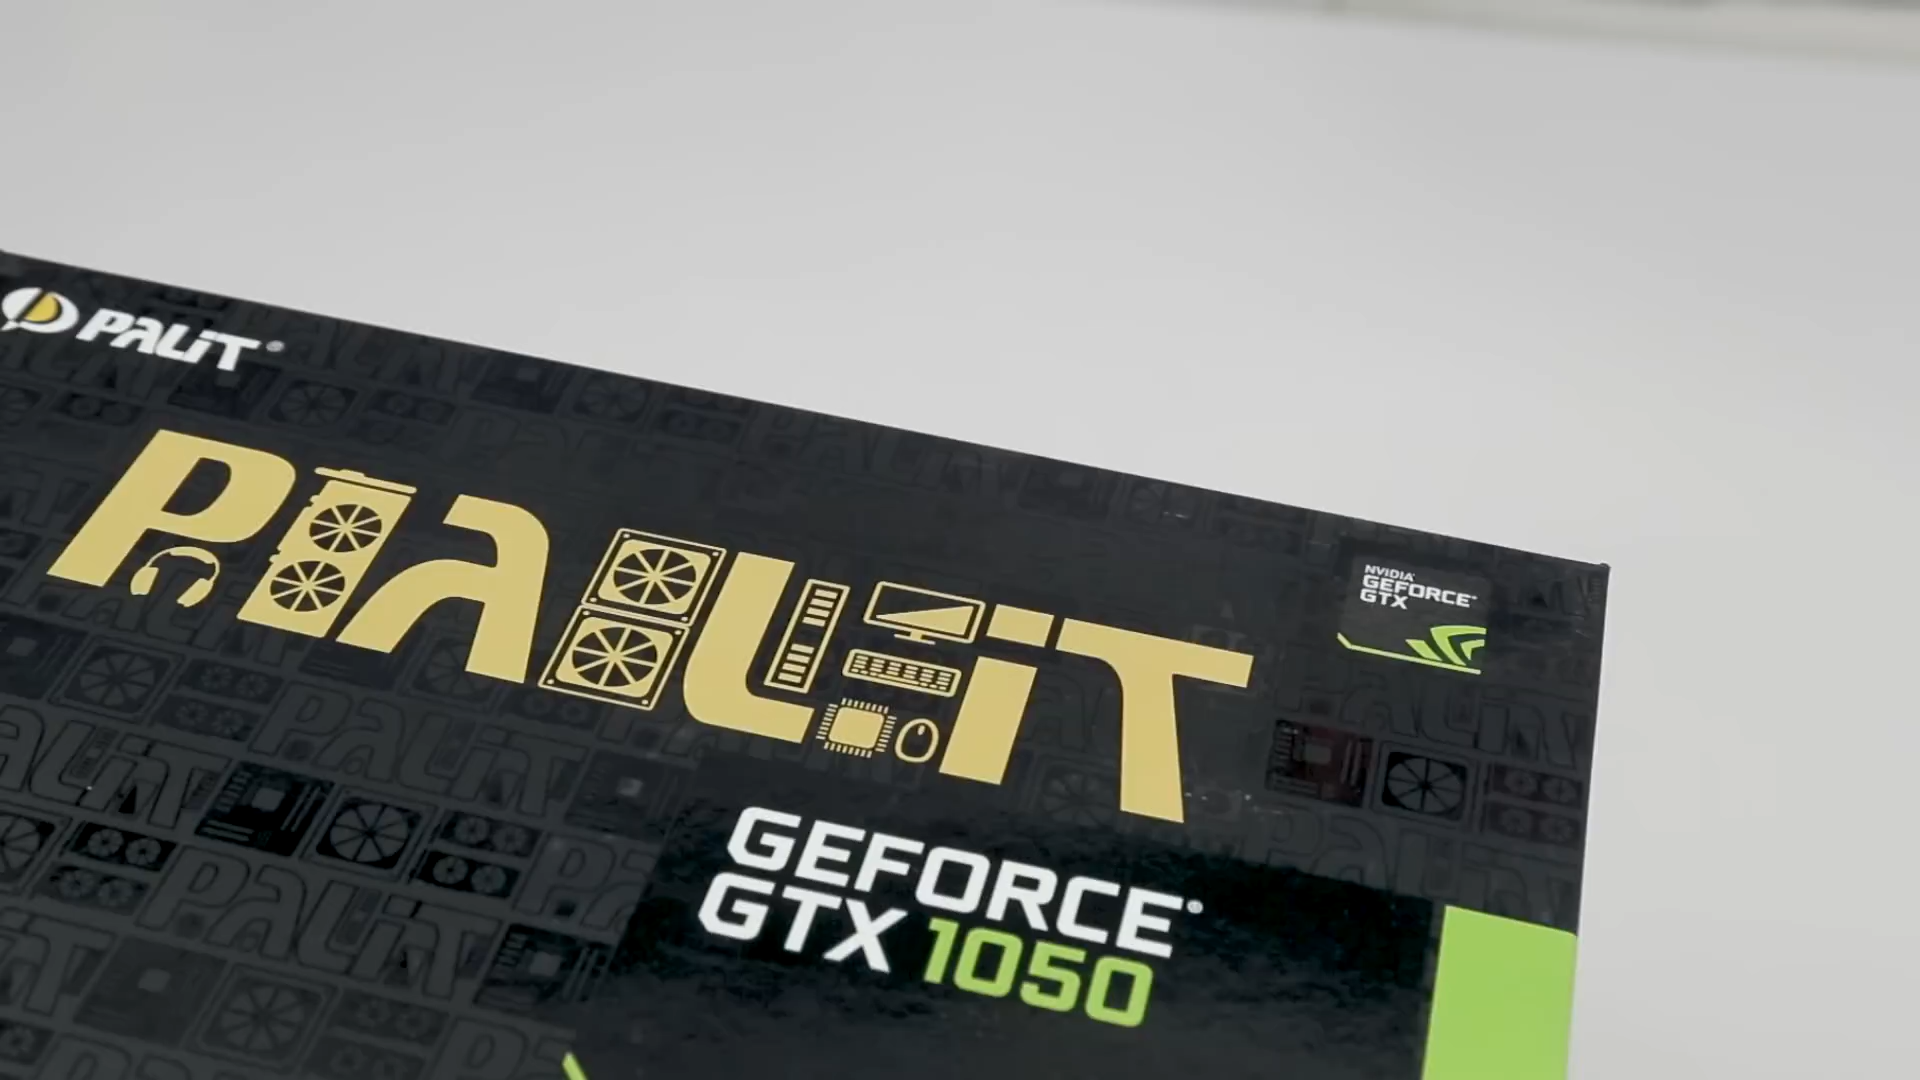 PALiT®
PALiT
NVIDIA®
GEFORCE®
GTX
GEFORCE®
GTX 1050